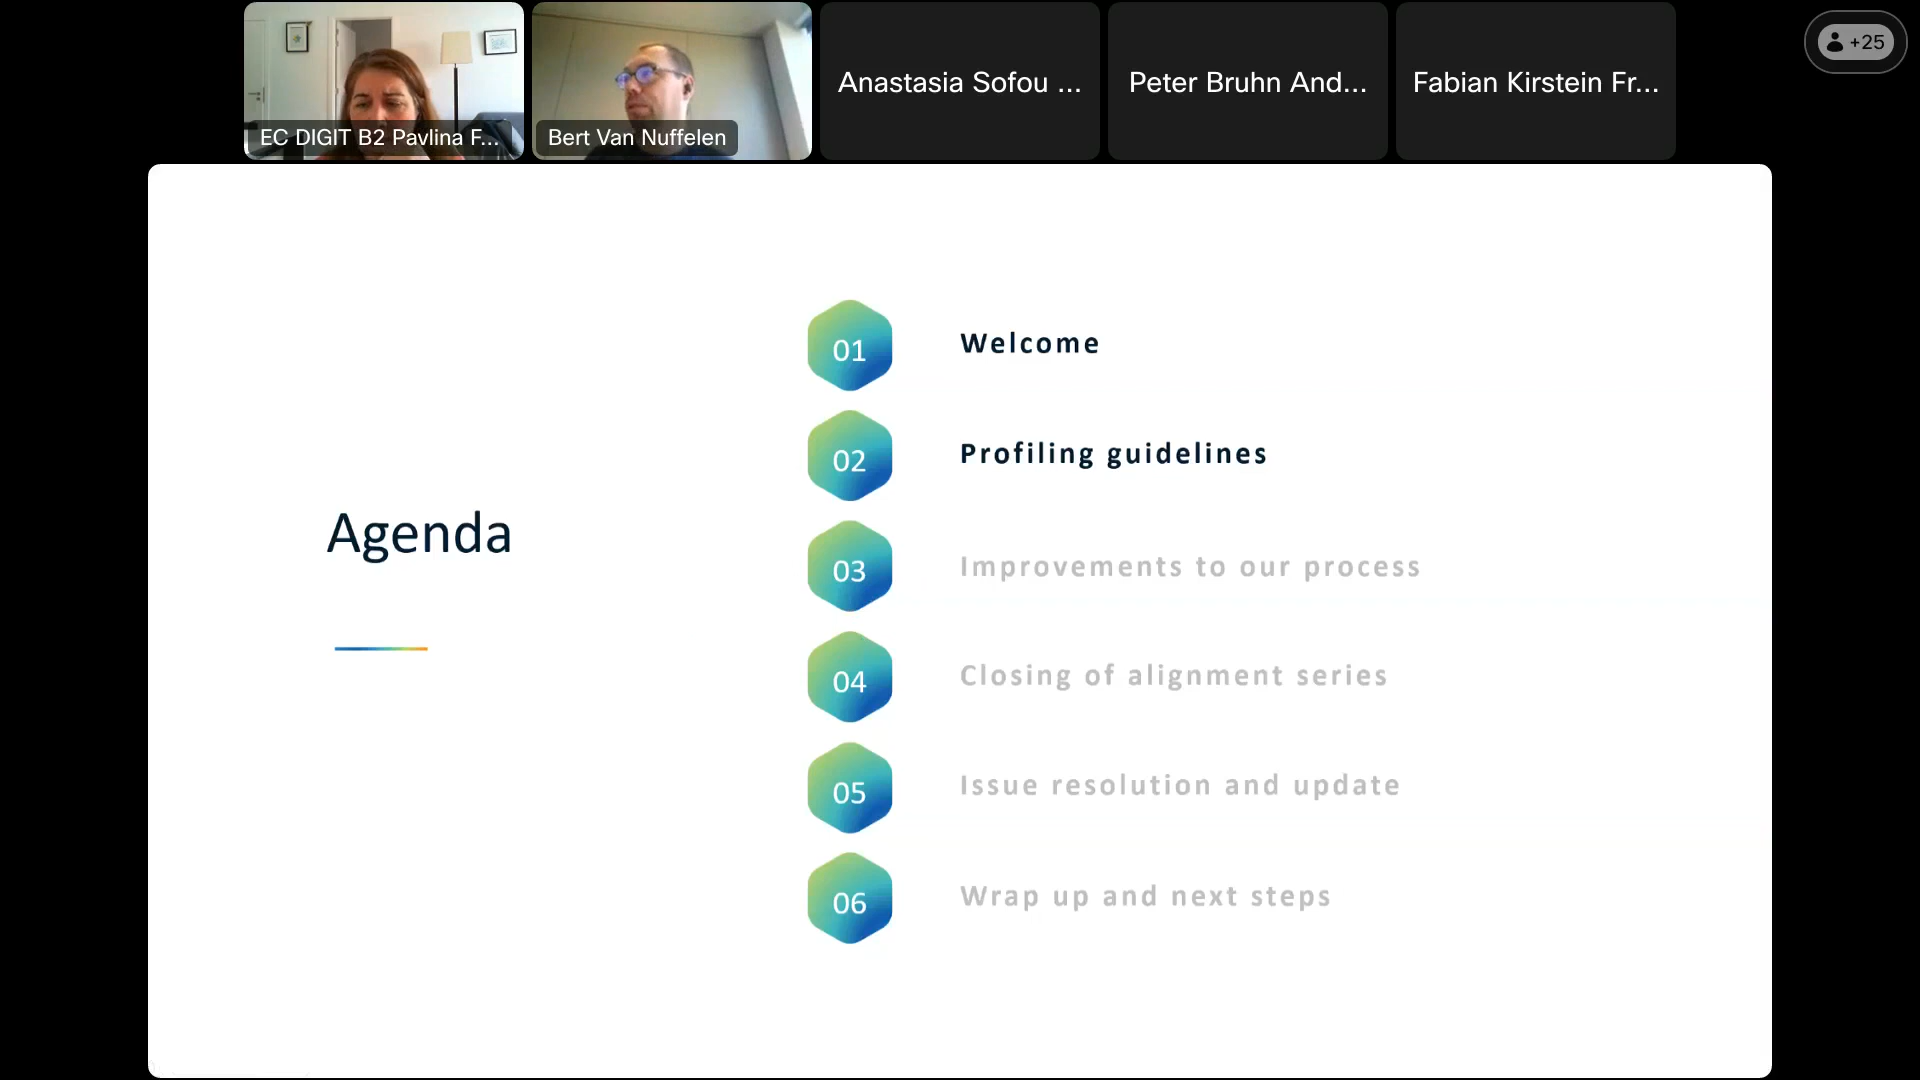 EC DIGIT B2 Pavlina F...
Bert Van Nuffelen
Anastasia Sofou ...
Peter Bruhn And...
Fabian Kirstein Fr...
+25
Agenda
01 Welcome
02 Profiling guidelines
03 Improvements to our process
04 Closing of alignment series
05 Issue resolution and update
06 Wrap up and next steps